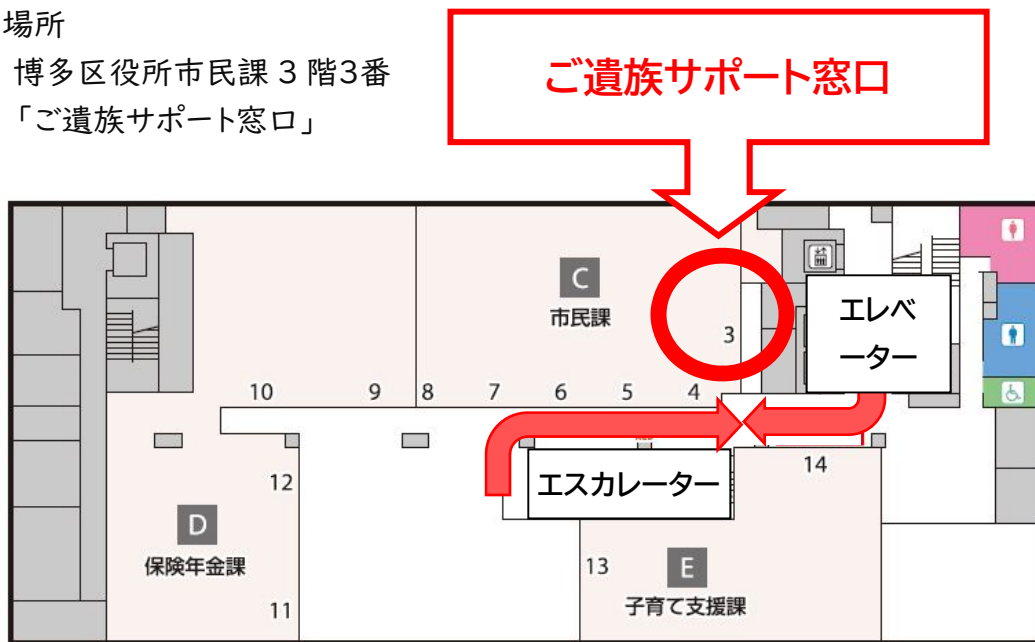 場所
博多区役所市民課 3 階3番
「ご遺族サポート窓口」
ご遺族サポート窓口
C
市民課
3
エレベ
ーター
10 9 8 7 6 5 4
エスカレーター
14
12
D
保険年金課
13
E
子育て支援課
11